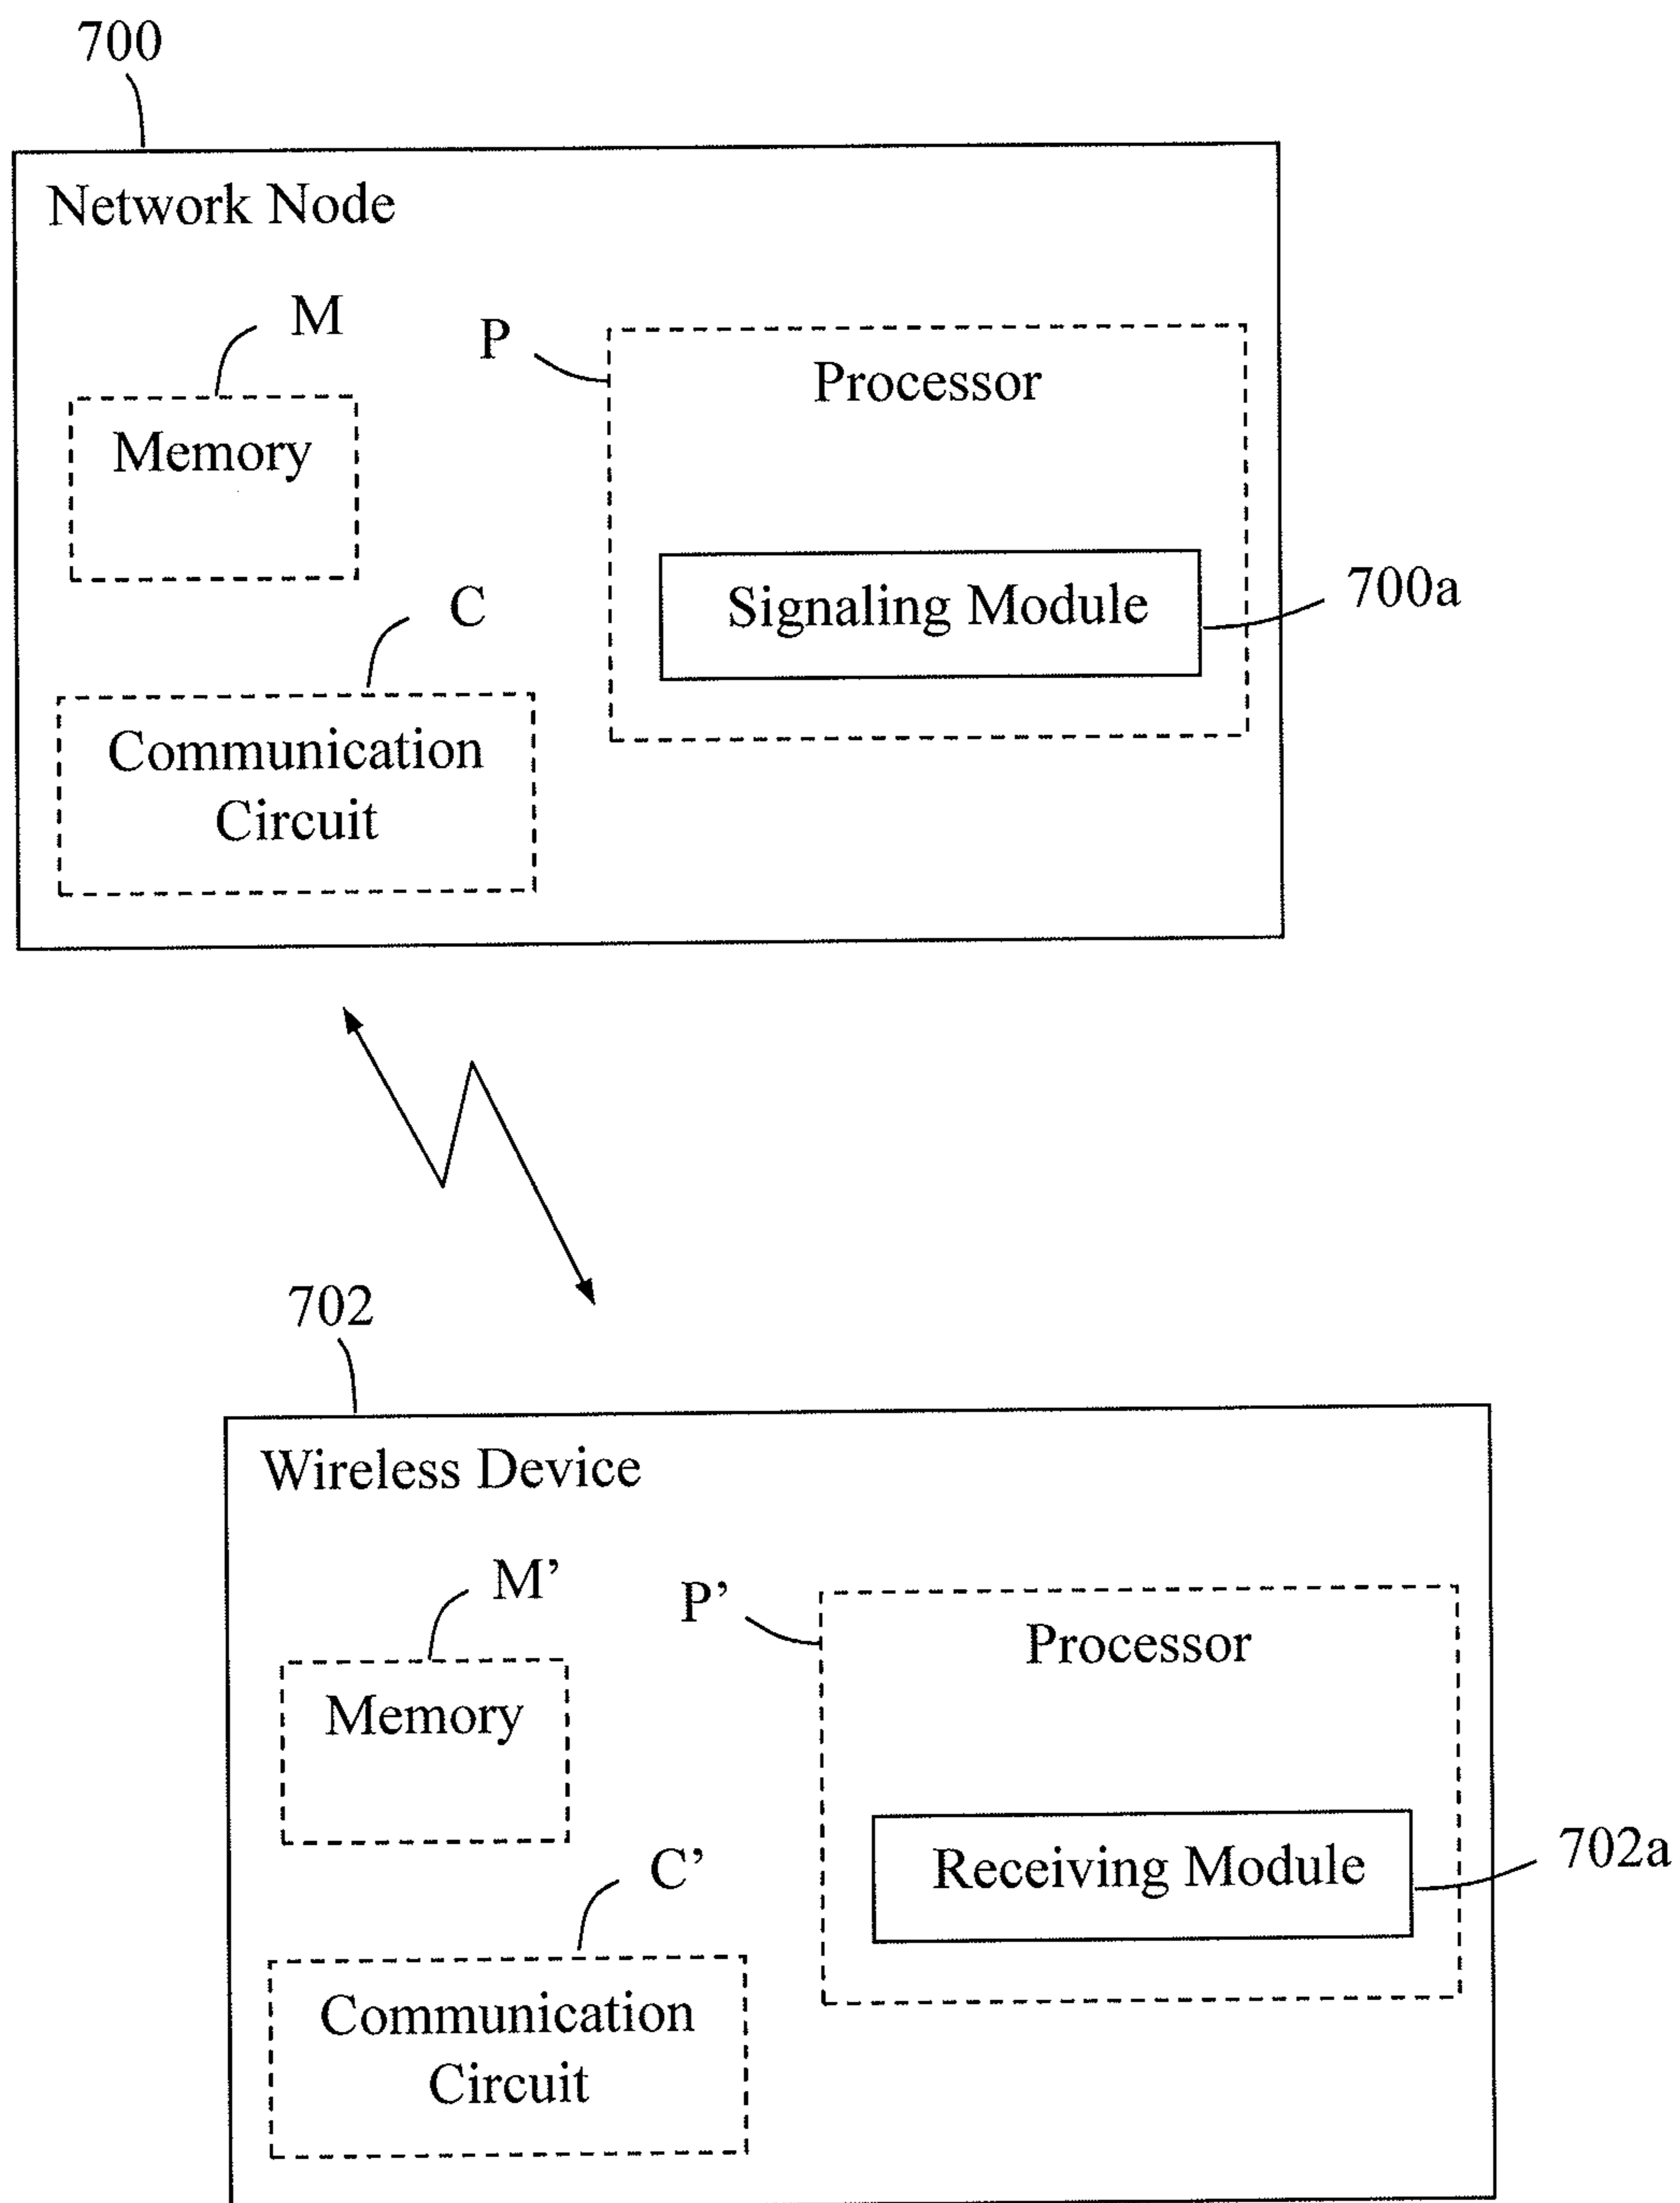 700
Network Node
M
P
Processor
Memory
Signaling Module
700a
C
Communication
Circuit
702
Wireless Device
M’
P’
Processor
Memory
Receiving Module
702a
C’
Communication
Circuit